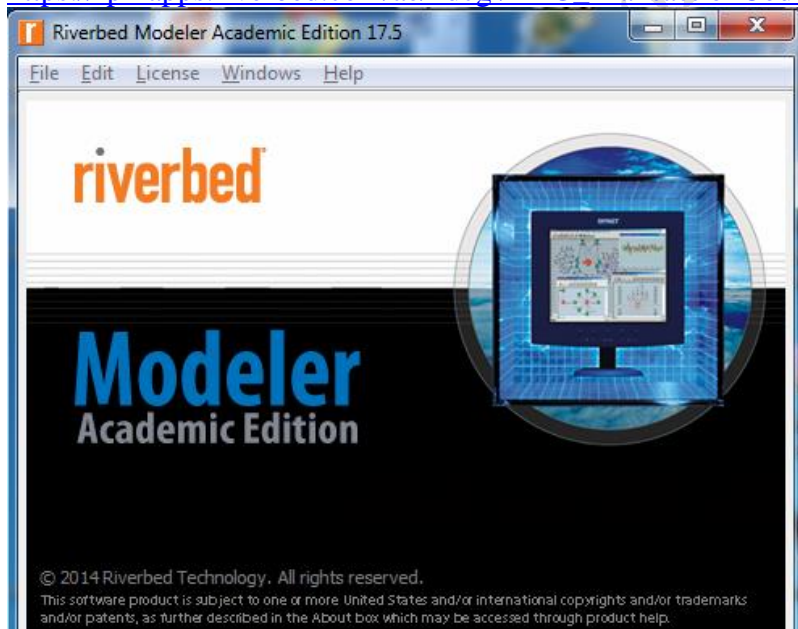 Riverbed Modeler Academic Edition 17.5
File Edit License Windows Help
riverbed
OPNET
Modeler
Academic Edition
© 2014 Riverbed Technology. All rights reserved.
This software product is subject to one or more United States and/or international copyrights and/or trademarks
and/or patents, as further described in the About box which may be accessed through product help.